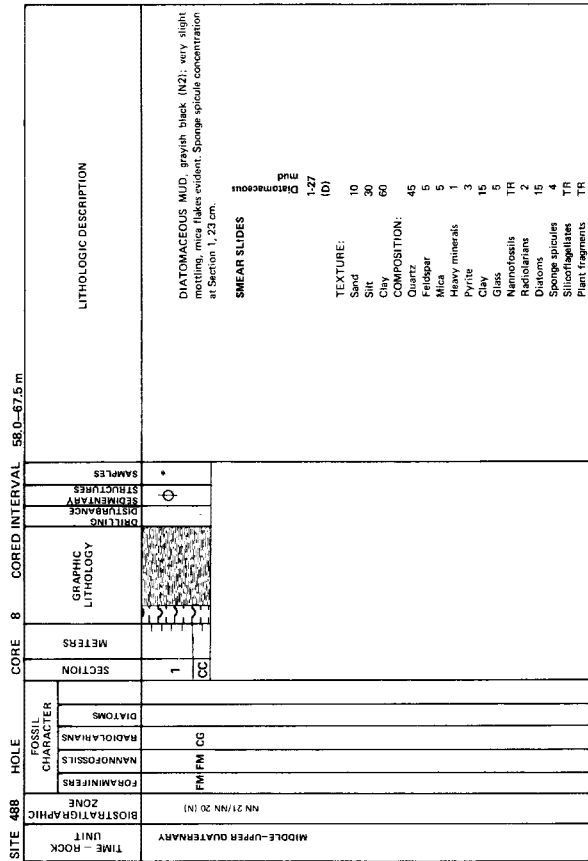 SITE 488 HOLE CORE 8 CORED INTERVAL 58.0–67.5 m
TIME – ROCK UNIT
BIOSTRATIGRAPHIC ZONE
FOSSIL CHARACTER
FORAMINIFERS
NANNOFOSSILS
RADIOLARIANS
DIATOMS
SECTION
METERS
GRAPHIC LITHOLOGY
DRILLING DISTURBANCE
SEDIMENTARY STRUCTURES
SAMPLES
LITHOLOGIC DESCRIPTION
MIDDLE–UPPER QUATERNARY
NN 21/NN 20 (N)
FM FM CG
1
CC
*
DIATOMACEOUS MUD, grayish black (N2); very slight
mottling, mica flakes evident. Sponge spicule concentration
at Section 1, 23 cm.
SMEAR SLIDES
Diatomaceous
mud
1-27
(D)
TEXTURE:
Sand 10
Silt 30
Clay 60
COMPOSITION:
Quartz 45
Feldspar 5
Mica 5
Heavy minerals 1
Pyrite 3
Clay 15
Glass 5
Nannofossils TR
Radiolarians 2
Diatoms 15
Sponge spicules 4
Silicoflagellates TR
Plant fragments TR